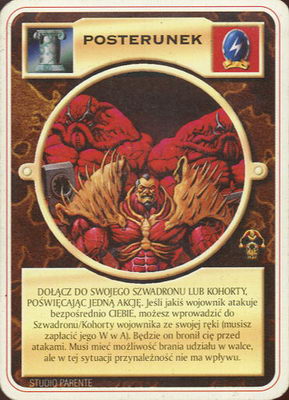 POSTERUNEK
DOŁĄCZ DO SWOJEGO SZWADRONU LUB KOHORTY,
POŚWIĘCAJĄC JEDNĄ AKCJĘ. Jeśli jakiś wojownik atakuje
bezpośrednio CIEBIE, możesz wprowadzić do
Szwadronu/Kohorty wojownika ze swojej ręki (musisz
zapłacić jego W w A). Będzie on bronił cię przed
atakami. Musi mieć możliwość brania udziału w walce,
ale w tej sytuacji przynależność nie ma wpływu.
STUDIO PARENTE